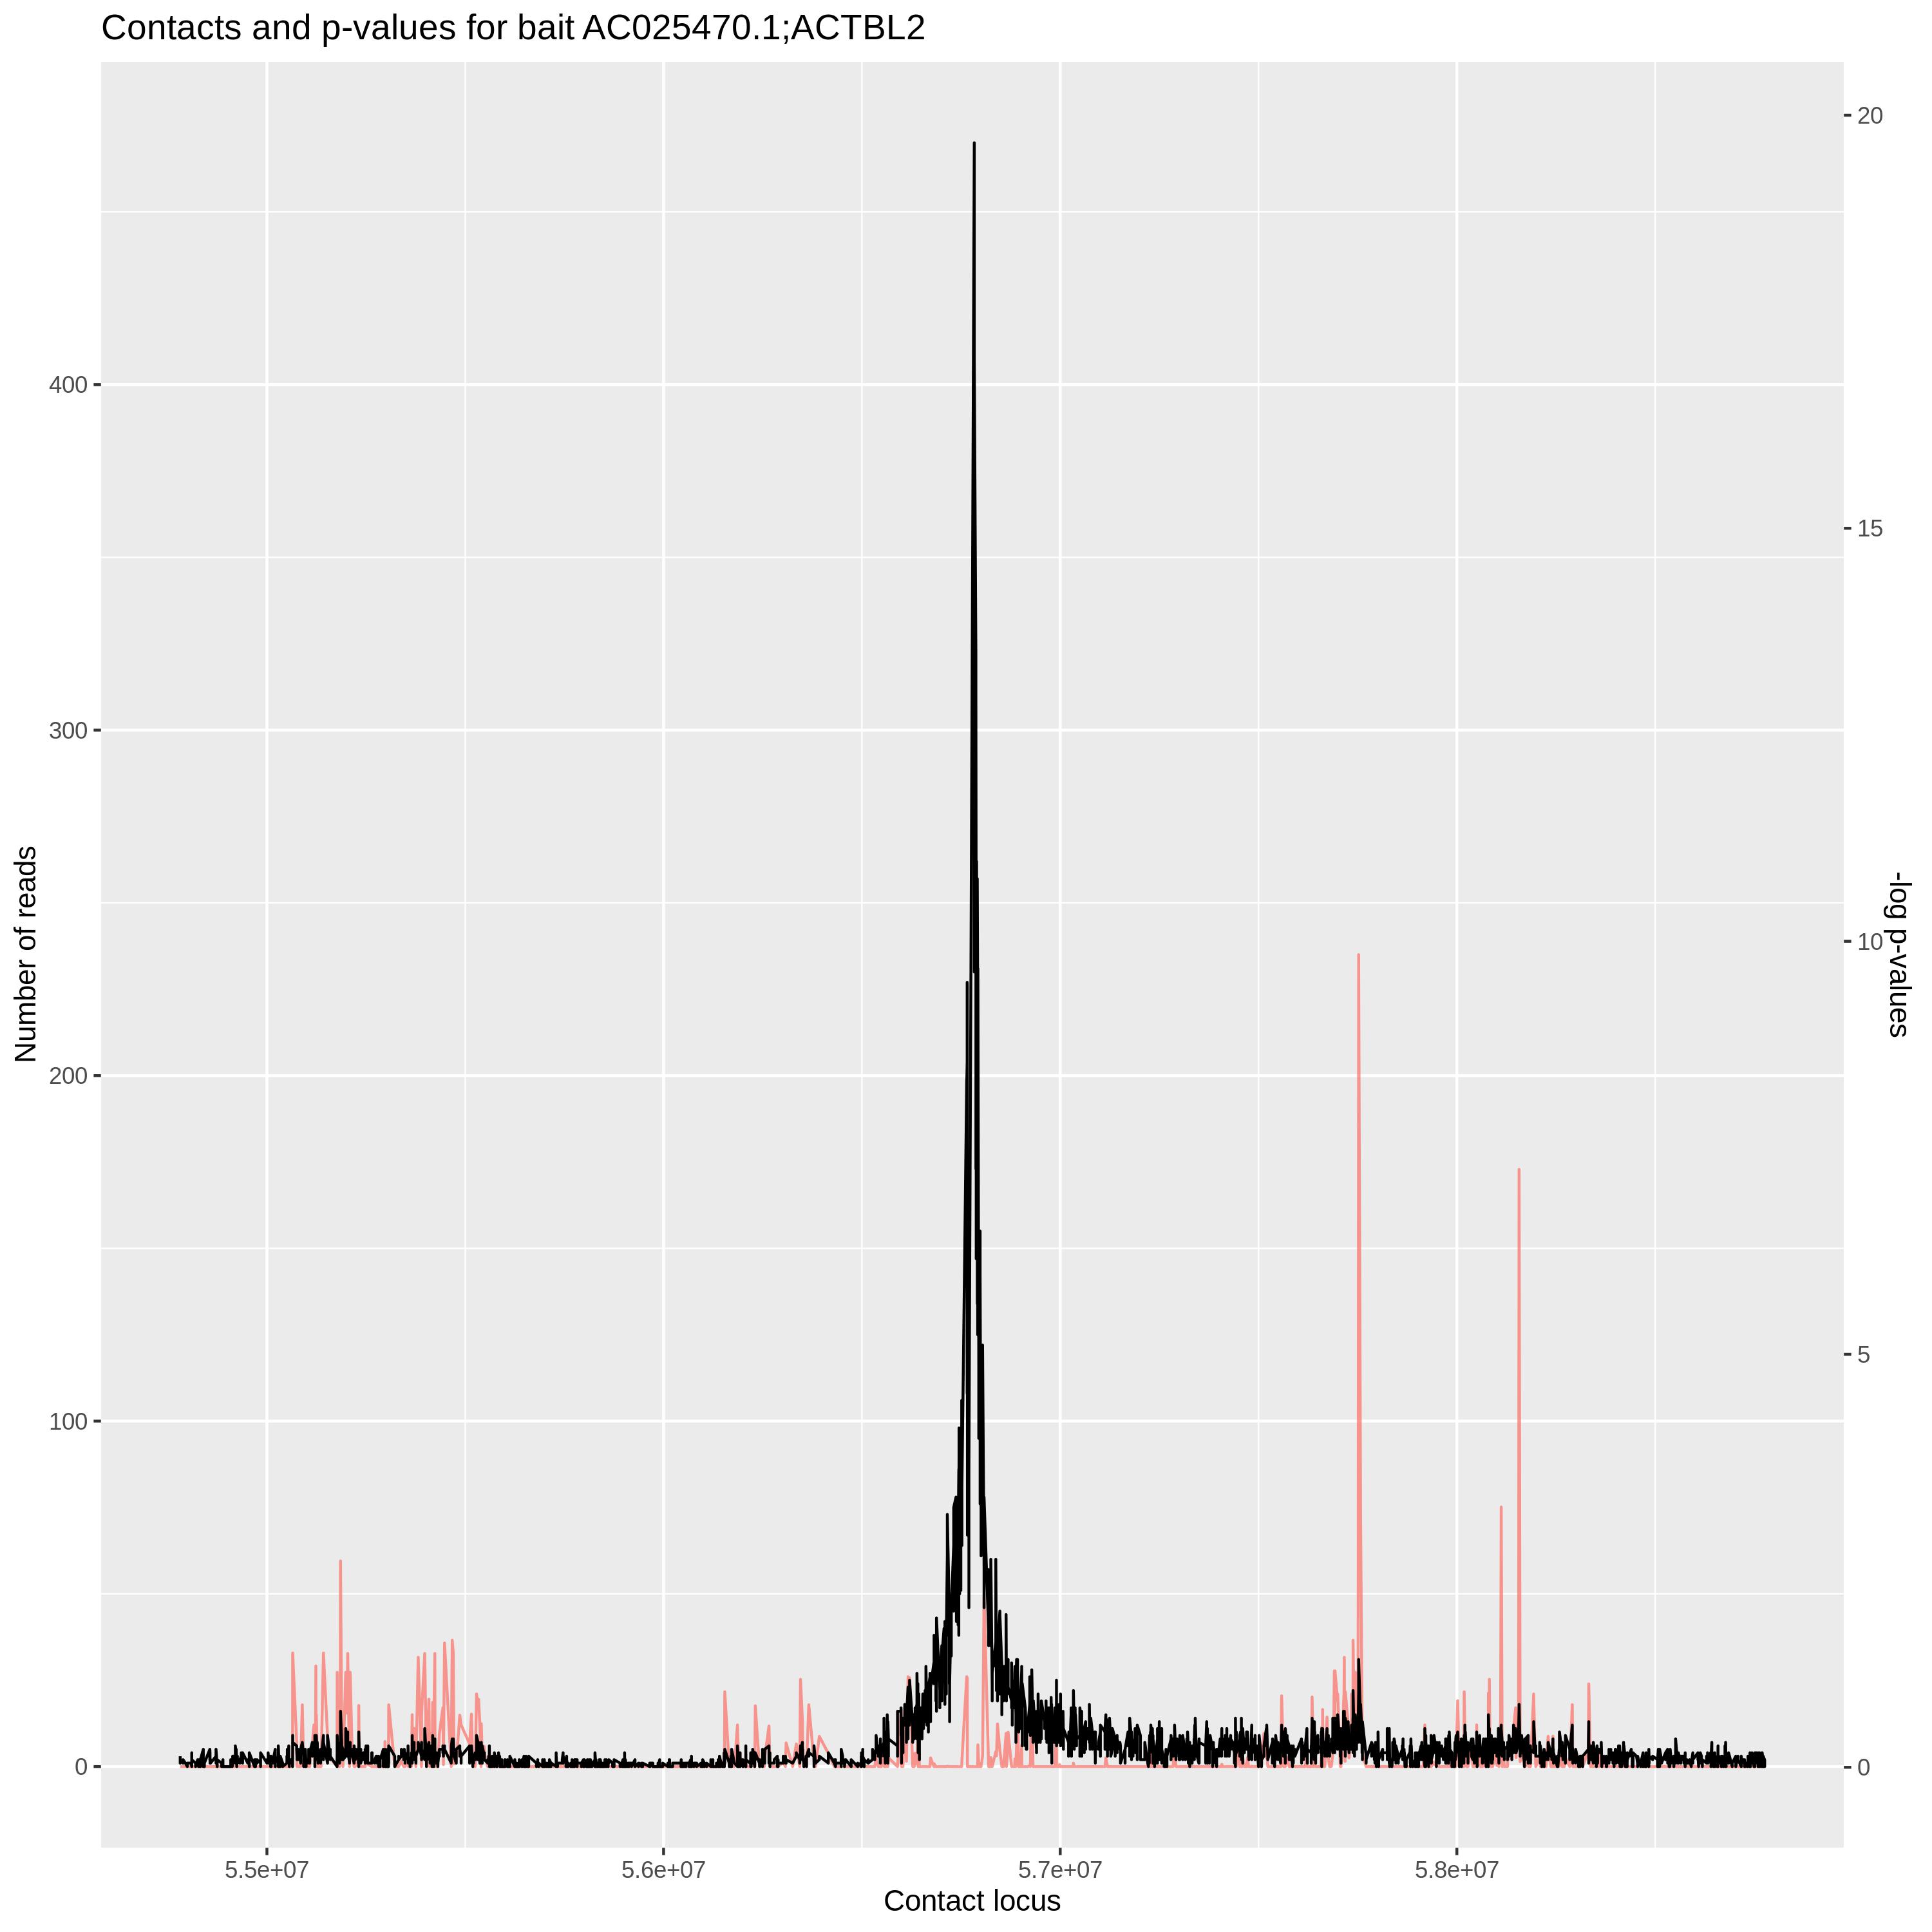 Contacts and p-values for bait AC025470.1;ACTBL2
Number of reads
400
300
200
100
0
20
15
10
5
0
-log p-values
5.5e+07
5.6e+07
5.7e+07
5.8e+07
Contact locus